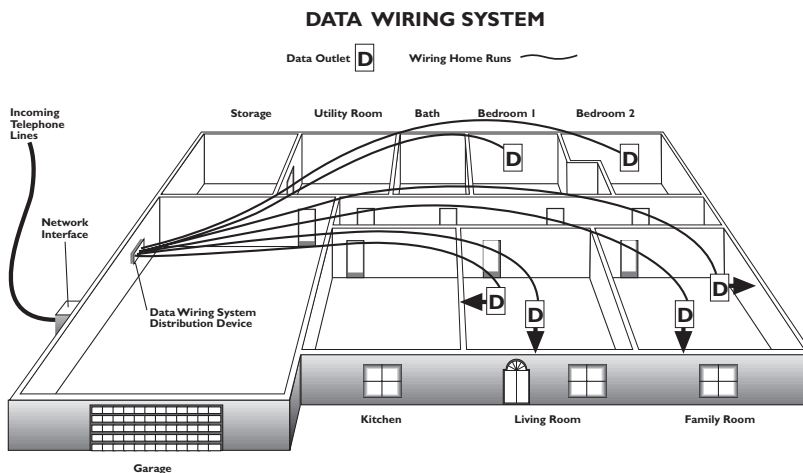 DATA WIRING SYSTEM
Data Outlet D Wiring Home Runs
Incoming
Telephone
Lines
Storage Utility Room Bath Bedroom 1 Bedroom 2
D D
Network
Interface
Data Wiring System
Distribution Device
D D D D
Kitchen Living Room Family Room
Garage